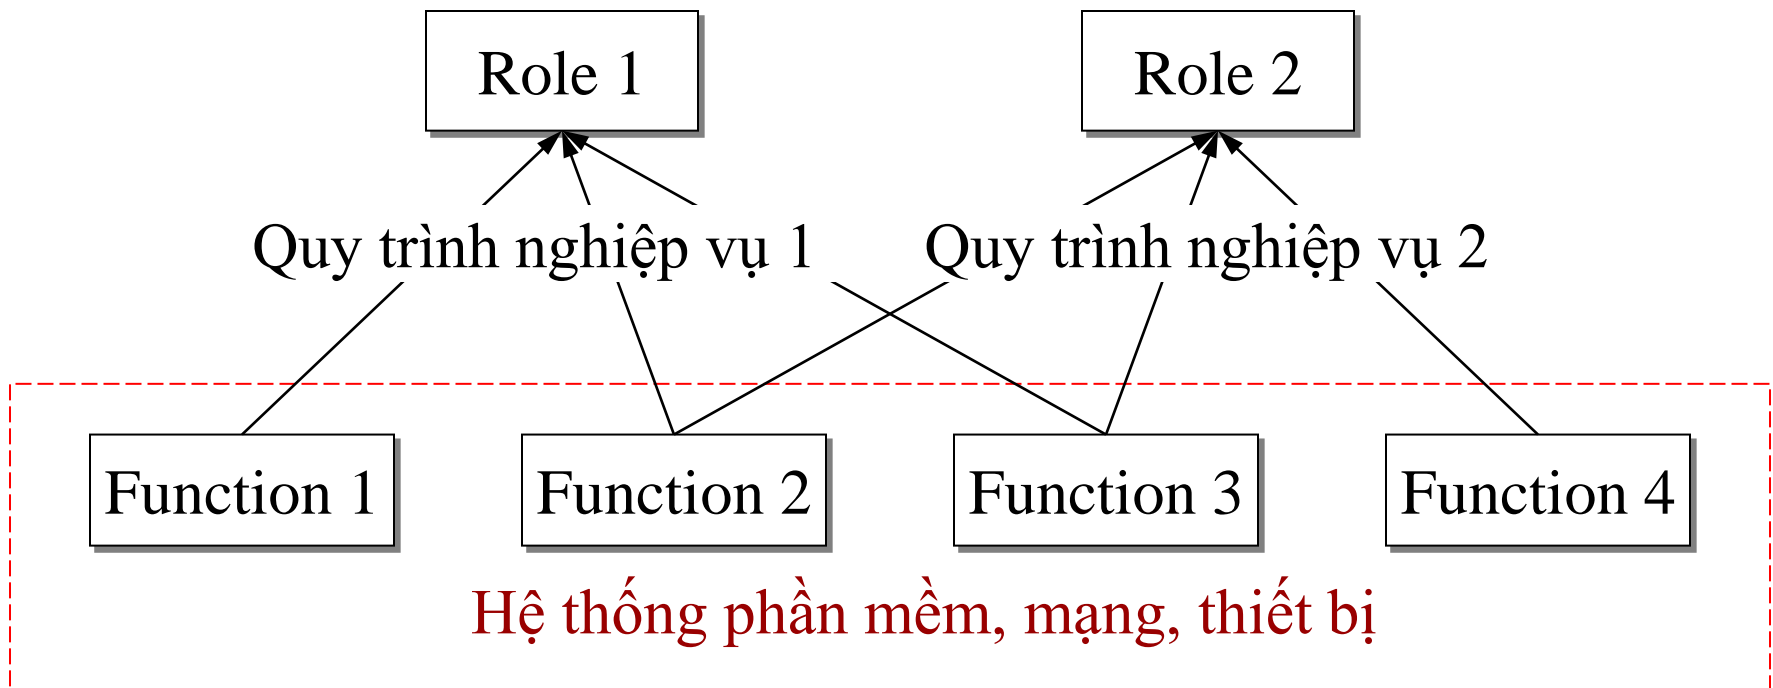 Role 1
Role 2
Quy trình nghiệp vụ 1
Quy trình nghiệp vụ 2
Function 1
Function 2
Function 3
Function 4
Hệ thống phần mềm, mạng, thiết bị